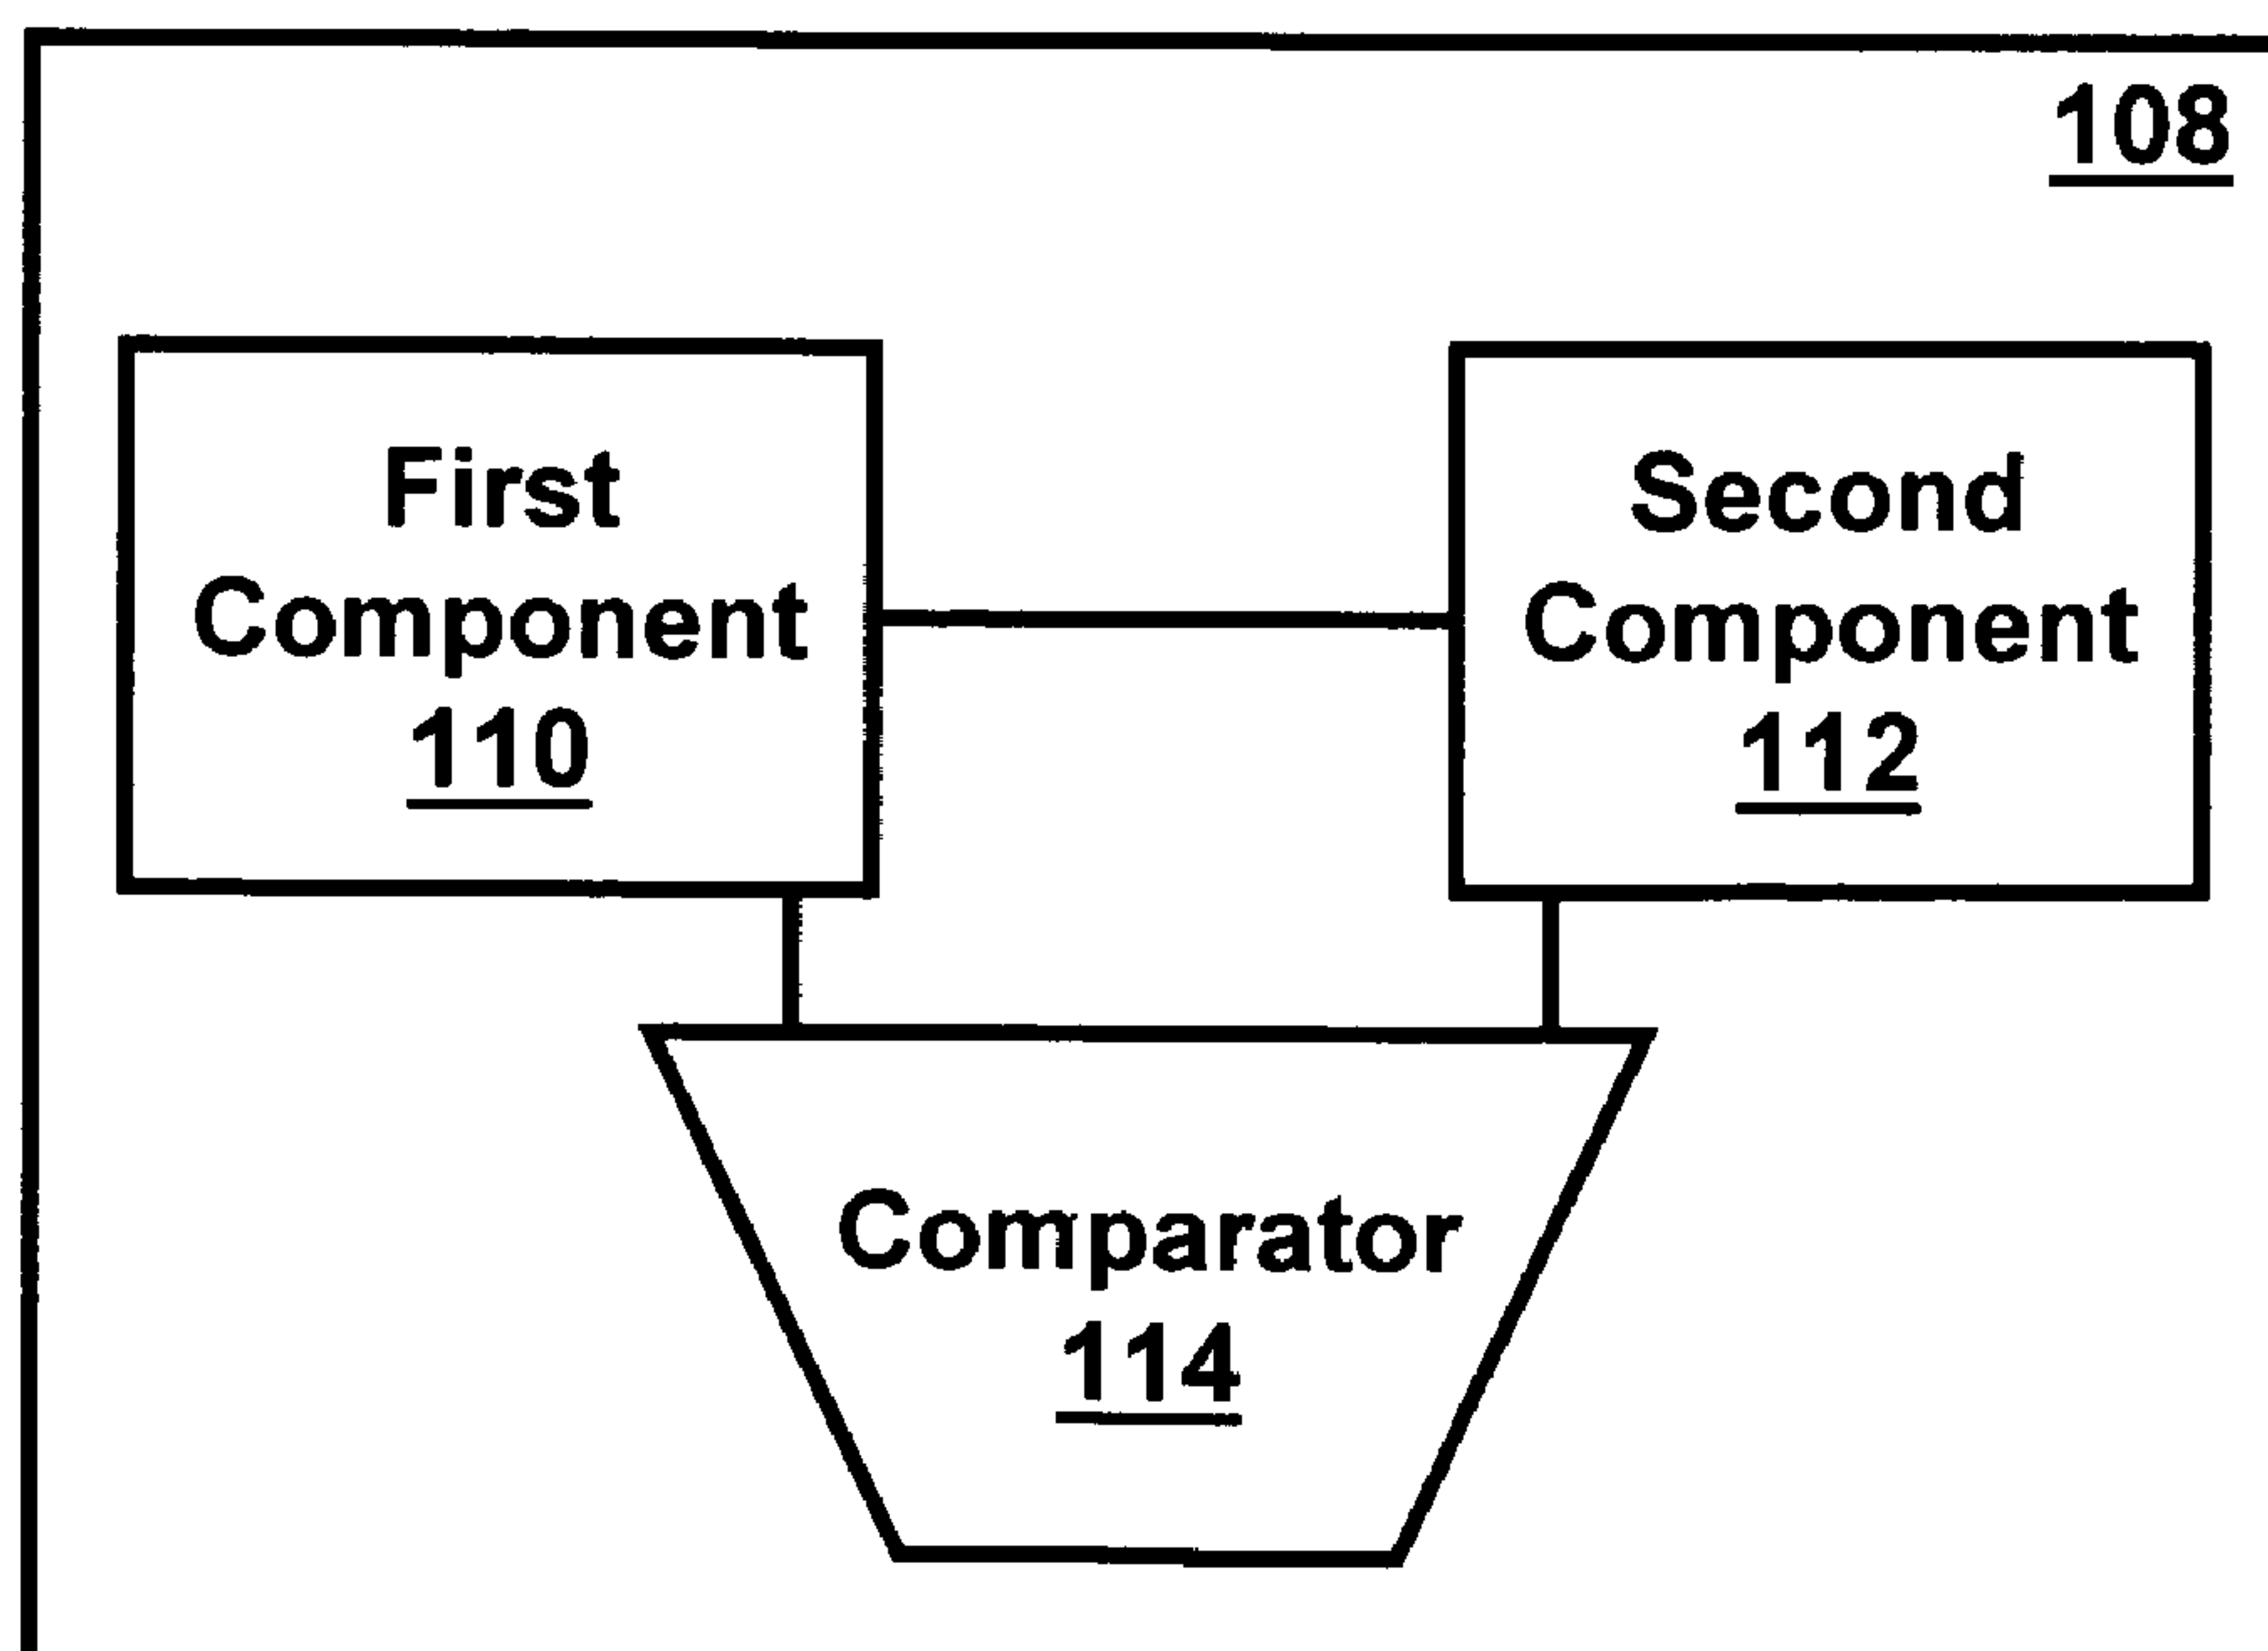 108
First
Component
110
Second
Component
112
Comparator
114